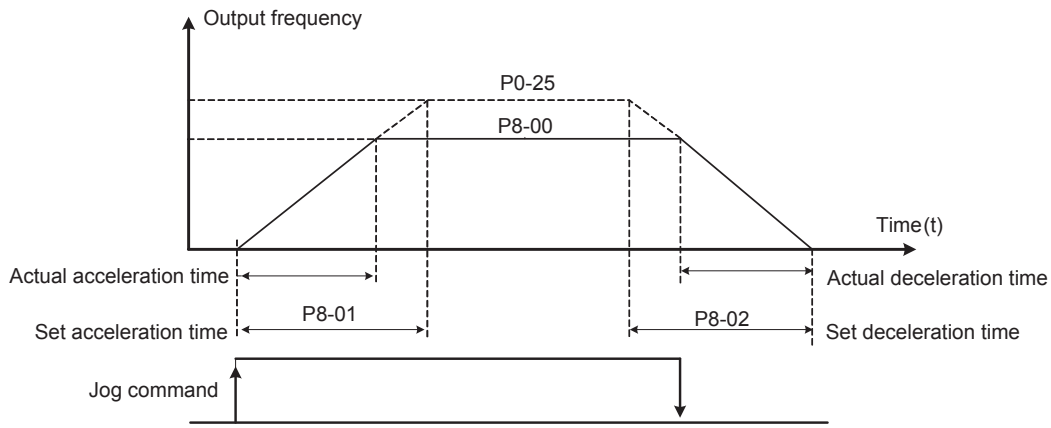 Output frequency
P0-25
P8-00
Time(t)
Actual acceleration time
Actual deceleration time
P8-01
P8-02
Set acceleration time
Set deceleration time
Jog command